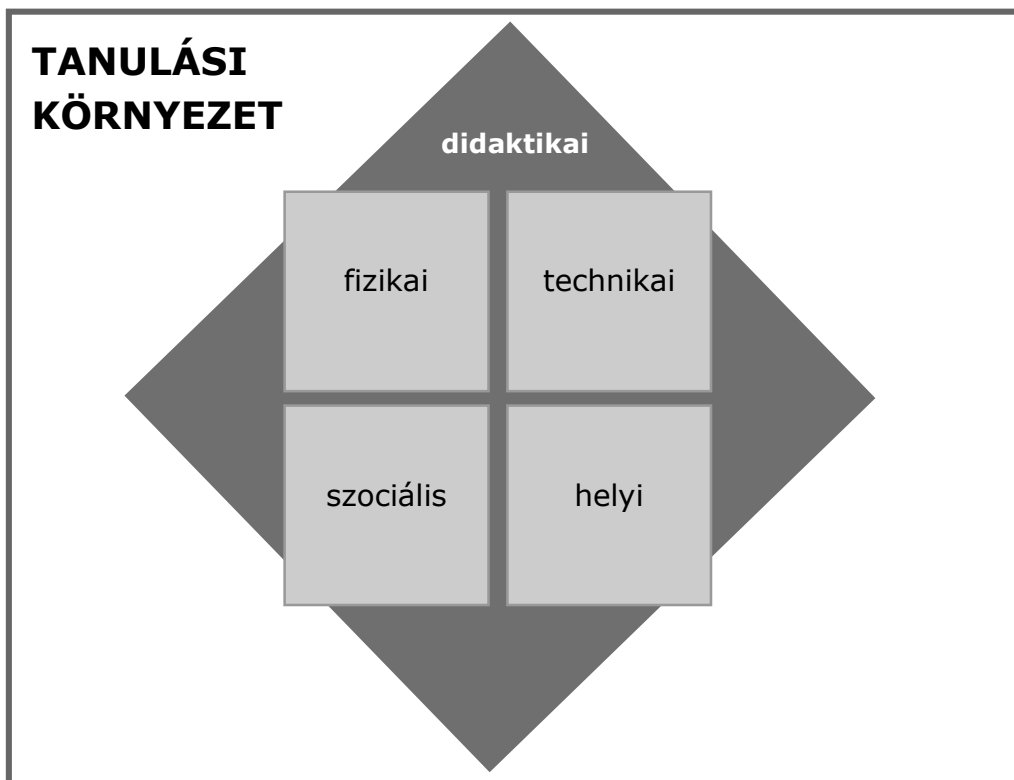 TANULÁSI
KÖRNYEZET
didaktikai
fizikai
technikai
szociális
helyi